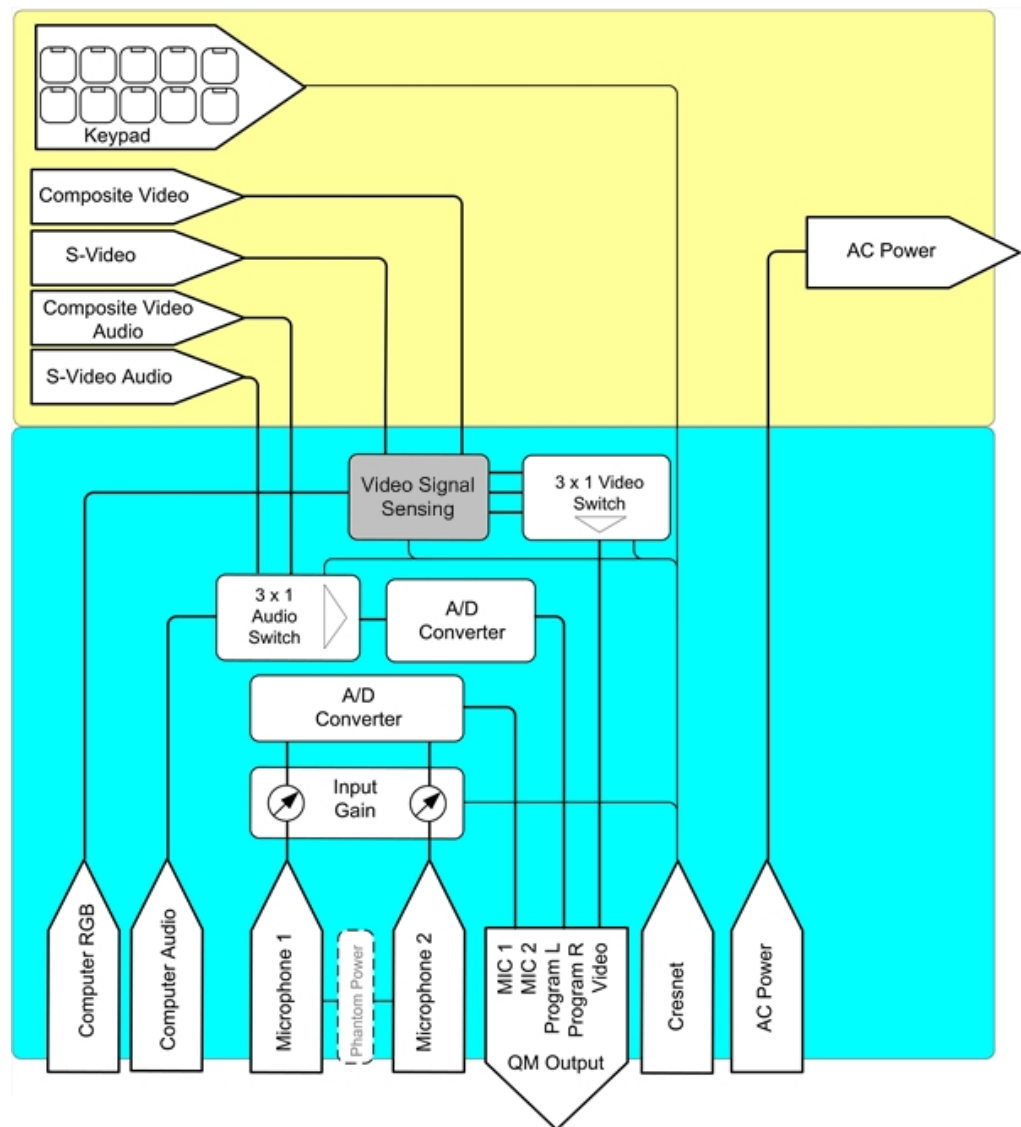 Keypad
Composite Video
S-Video
Composite Video
Audio
S-Video Audio
AC Power
Video Signal
Sensing
3 x 1 Video
Switch
3 x 1
Audio
Switch
A/D
Converter
A/D
Converter
Input
Gain
Computer RGB
Computer Audio
Microphone 1
Phantom Power
Microphone 2
MIC 1
MIC 2
Program L
Program R
Video
QM Output
Cresnet
AC Power